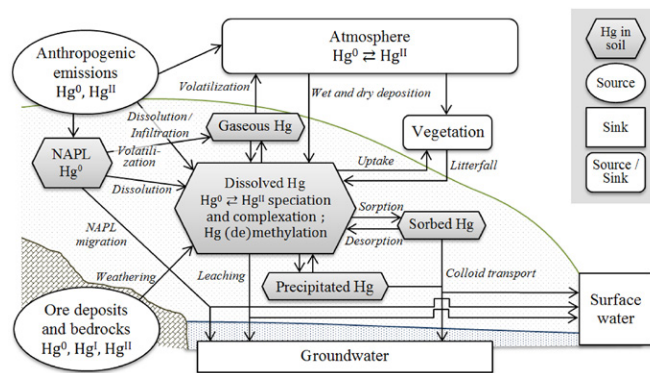 Anthropogenic
emissions
Hg⁰, Hgᴵᴵ
Atmosphere
Hg⁰ ⇄ Hgᴵᴵ
Hg in
soil
Source
Sink
Source /
Sink
Volatilization
Wet and dry deposition
Dissolution/
Infiltration
Volatili-
zation
Gaseous Hg
Vegetation
NAPL
Hg⁰
Dissolution
Uptake
Litterfall
Dissolved Hg
Hg⁰ ⇄ Hgᴵᴵ speciation
and complexation ;
Hg (de)methylation
NAPL
migration
Sorption
Desorption
Sorbed Hg
Weathering
Leaching
Precipitated Hg
Colloid transport
Ore deposits
and bedrocks
Hg⁰, Hgᴵ, Hgᴵᴵ
Surface
water
Groundwater